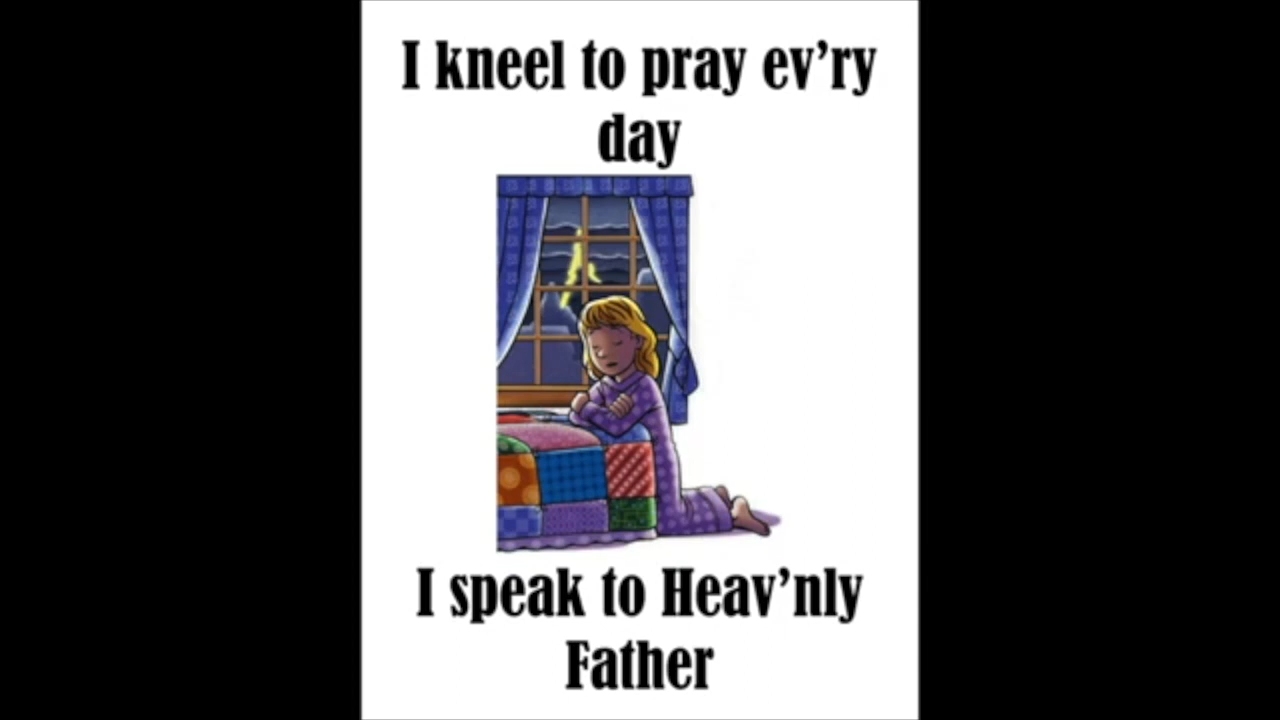 I kneel to pray ev’ry
day
I speak to Heav’nly
Father